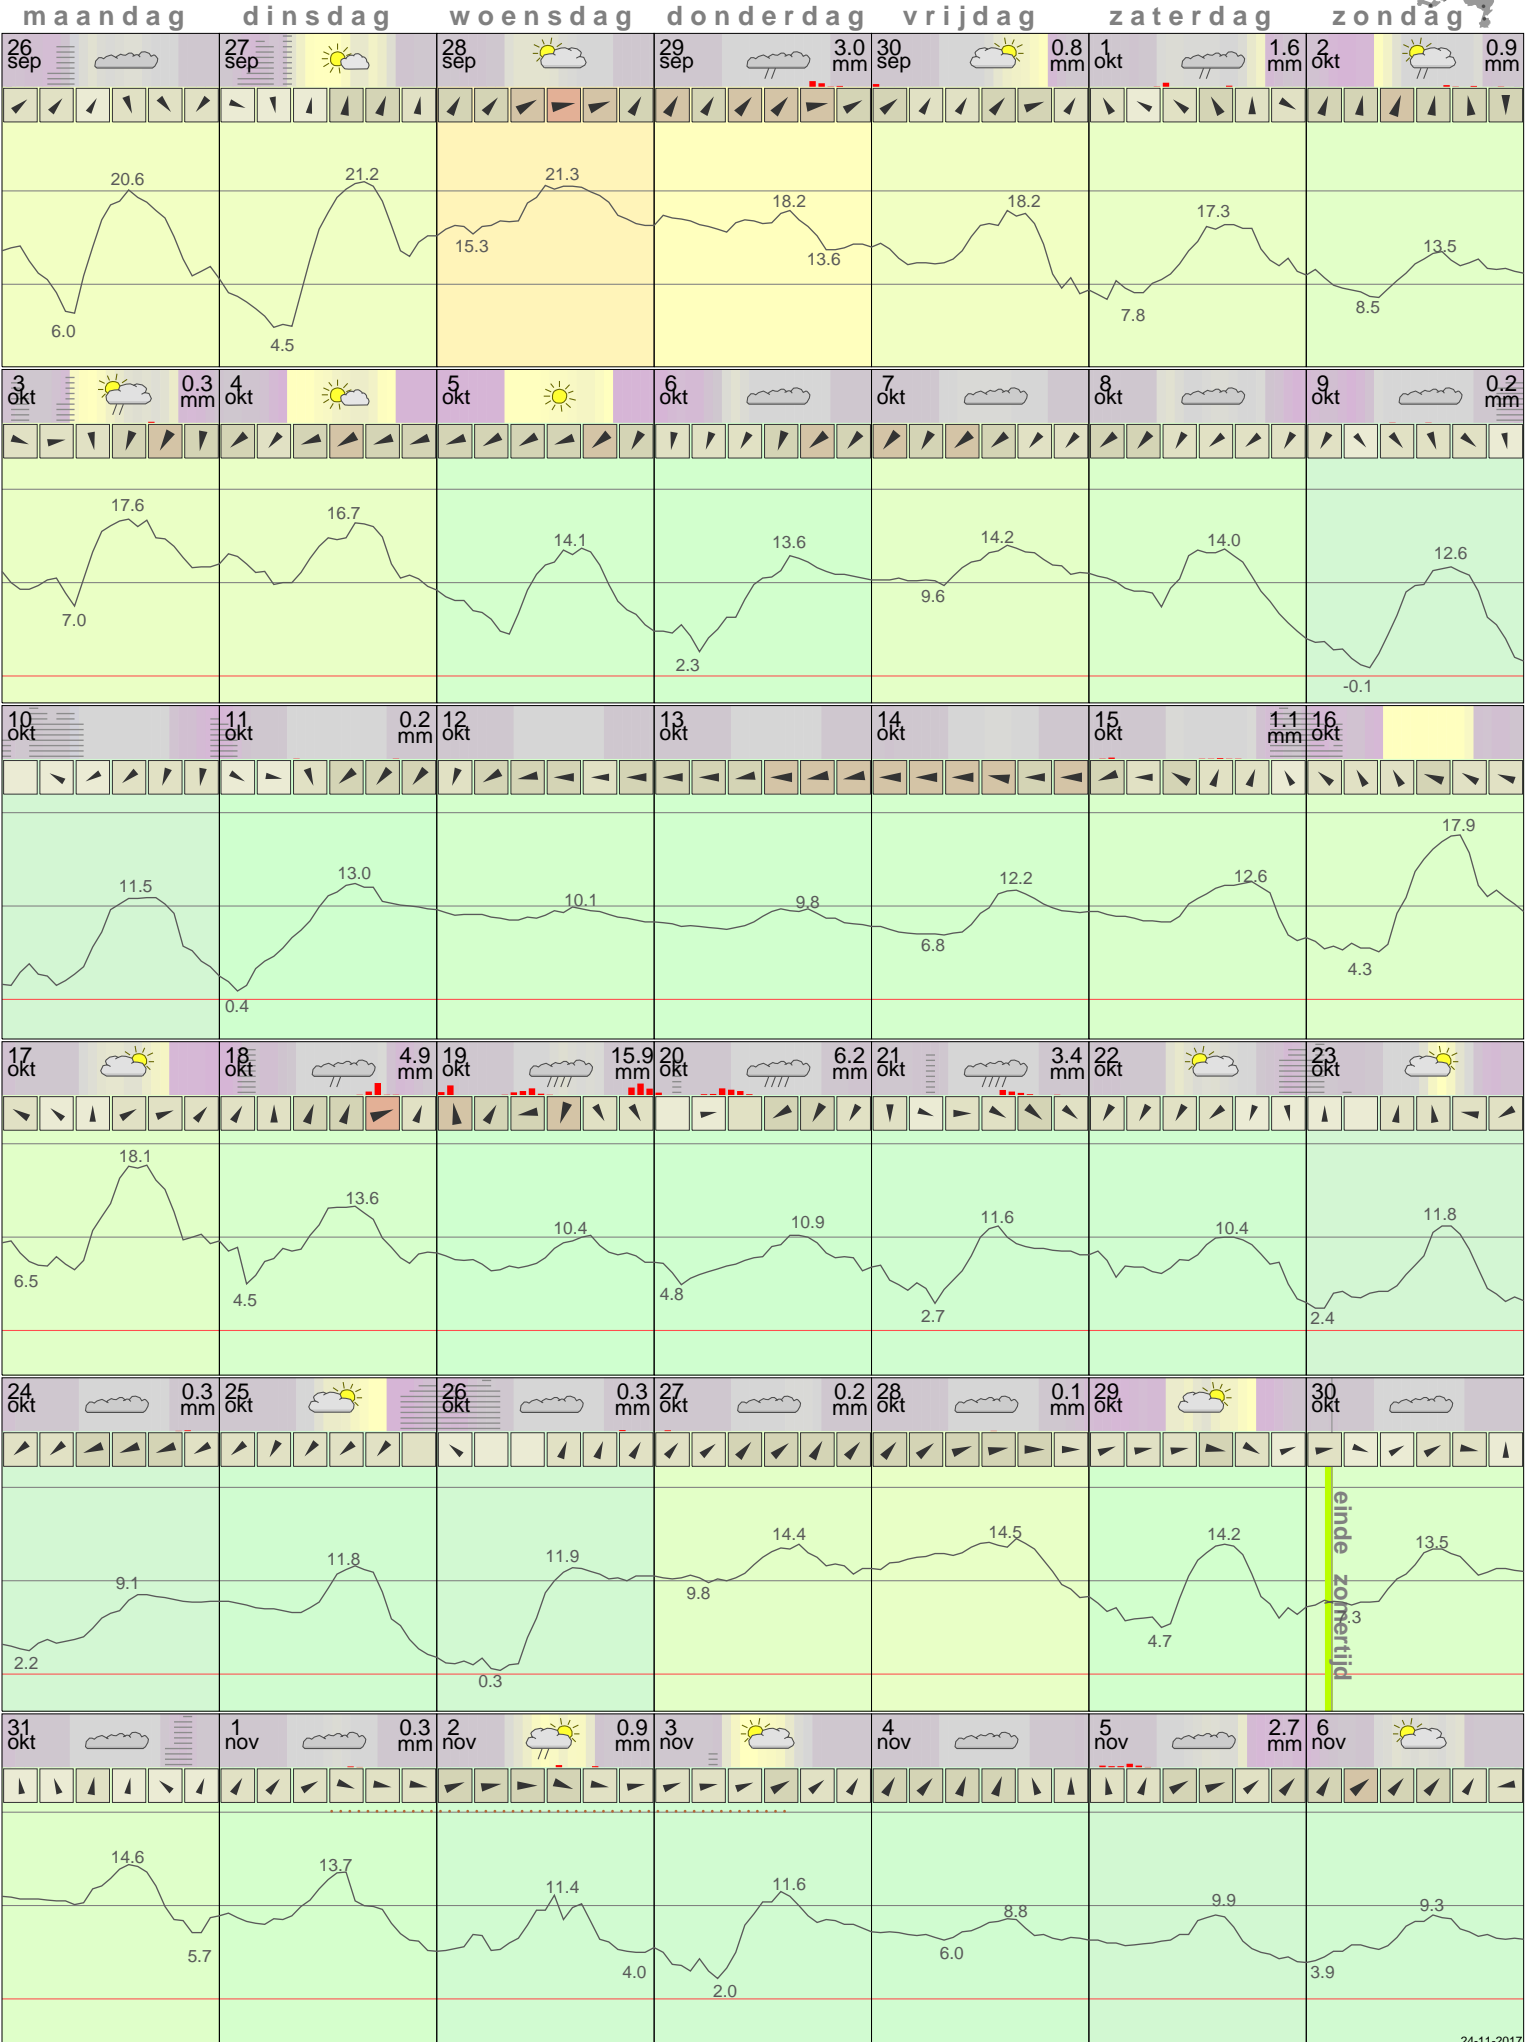 maandag dinsdag woensdag donderdag vrijdag zaterdag zondag
26 sep 27 sep 28 sep 29 sep 3.0 mm 30 sep 0.8 mm 1 okt 1.6 mm 2 okt 0.9 mm
20.6 21.2 21.3 18.2 18.2 17.3 13.5
6.0 4.5 15.3 13.6 7.8 8.5
3 okt 0.3 mm 4 okt 5 okt 6 okt 7 okt 8 okt 9 okt 0.2 mm
17.6 16.7 14.1 13.6 14.2 14.0 12.6
7.0 2.3 9.6 -0.1
10 okt 11 okt 0.2 mm 12 okt 13 okt 14 okt 15 okt 1.1 mm 16 okt
11.5 13.0 10.1 9.8 12.2 12.6 17.9
0.4 6.8 4.3
17 okt 18 okt 4.9 mm 19 okt 15.9 mm 20 okt 6.2 mm 21 okt 3.4 mm 22 okt 23 okt
18.1 13.6 10.4 10.9 11.6 10.4 11.8
6.5 4.5 4.8 2.7 2.4
24 okt 0.3 mm 25 okt 26 okt 0.3 mm 27 okt 0.2 mm 28 okt 0.1 mm 29 okt 30 okt
9.1 11.8 11.9 14.4 14.5 14.2 13.5
2.2 0.3 9.8 4.7
einde zomertijd
31 okt 1 nov 0.3 mm 2 nov 0.9 mm 3 nov 4 nov 5 nov 2.7 mm 6 nov
14.6 13.7 11.4 11.6 8.8 9.9 9.3
5.7 4.0 2.0 6.0 3.9
24-11-2017